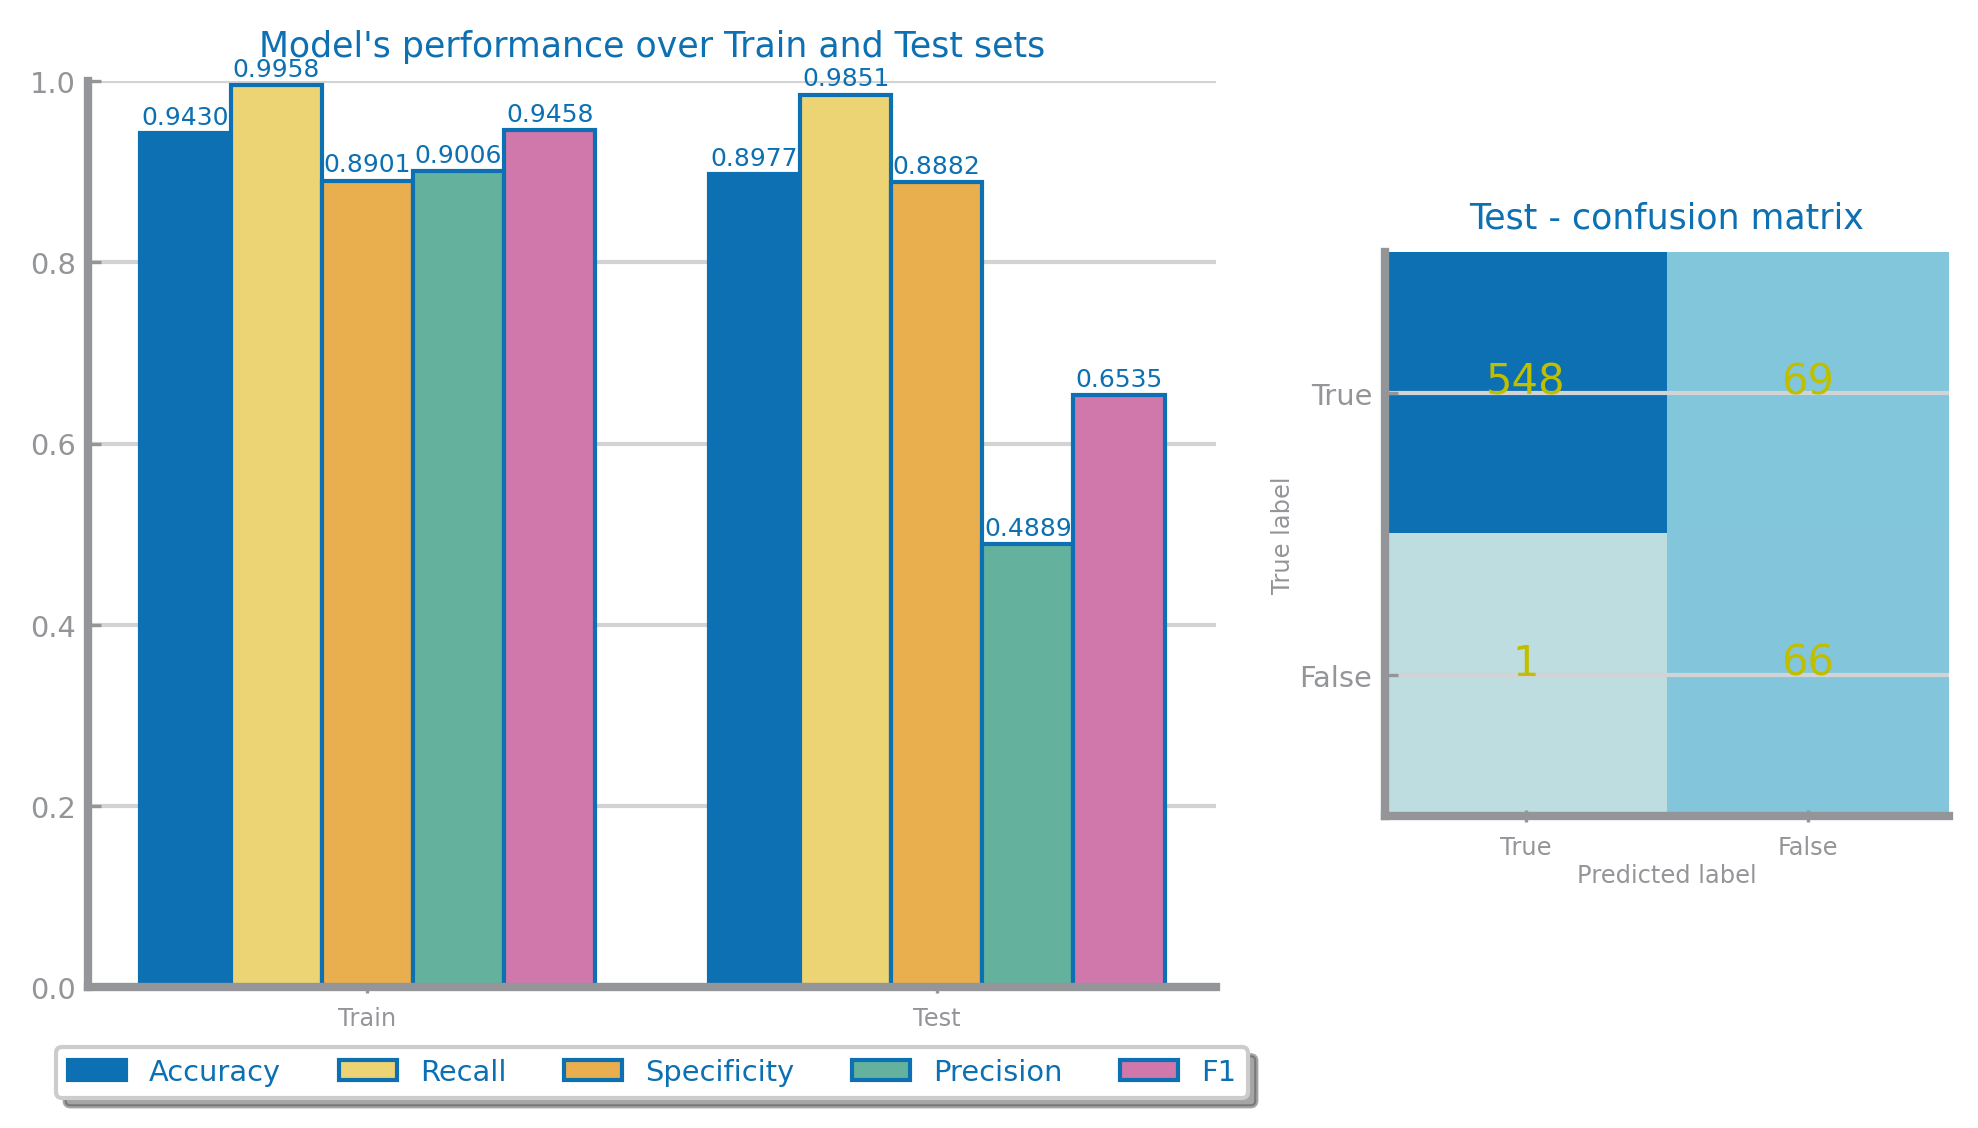 Model's performance over Train and Test sets
1.0
0.8
0.6
0.4
0.2
0.0
0.9430
0.9958
0.8901
0.9006
0.9458
0.8977
0.9851
0.8882
0.4889
0.6535
Train
Test
Accuracy
Recall
Specificity
Precision
F1
Test - confusion matrix
True label
True
False
548
69
1
66
True
False
Predicted label